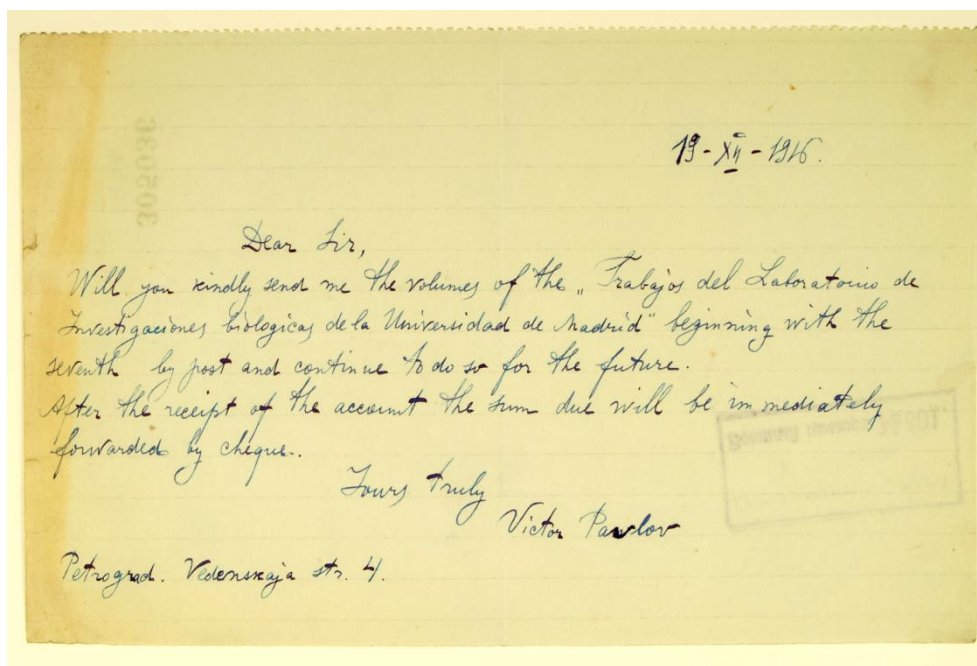 305036
19-XII-1916.
Dear Sir,
Will you kindly send me the volumes of the „Trabajos del Laboratorio de
Investigaciones biologicas de la Universidad de Madrid" beginning with the
seventh by post and continue to do so for the future.
After the receipt of the account the sum due will be immediately
forwarded by cheque.
Yours truly
Victor Pavlov
Petrograd. Vedenskaja str. 4.